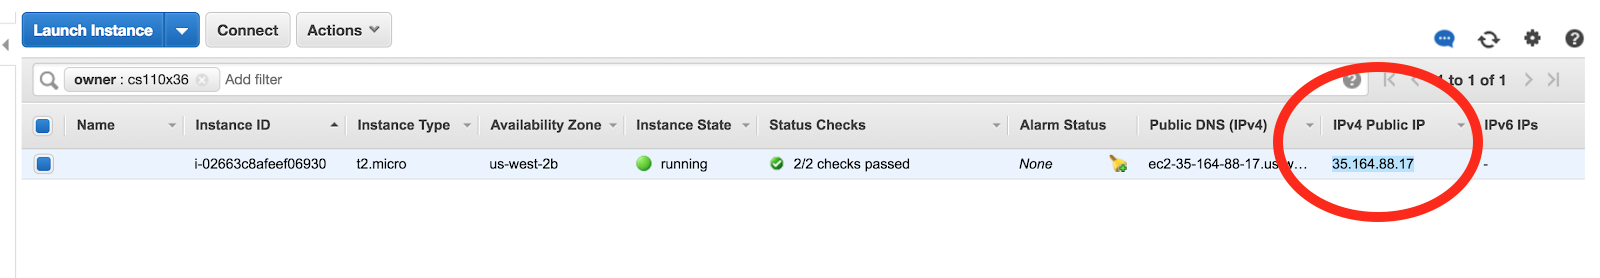 Launch Instance Connect Actions
owner : cs110x36 Add filter 1 to 1 of 1
Name Instance ID Instance Type Availability Zone Instance State Status Checks Alarm Status Public DNS (IPv4) IPv4 Public IP IPv6 IPs
i-02663c8afeef06930 t2.micro us-west-2b running 2/2 checks passed None ec2-35-164-88-17.us-w… 35.164.88.17 -